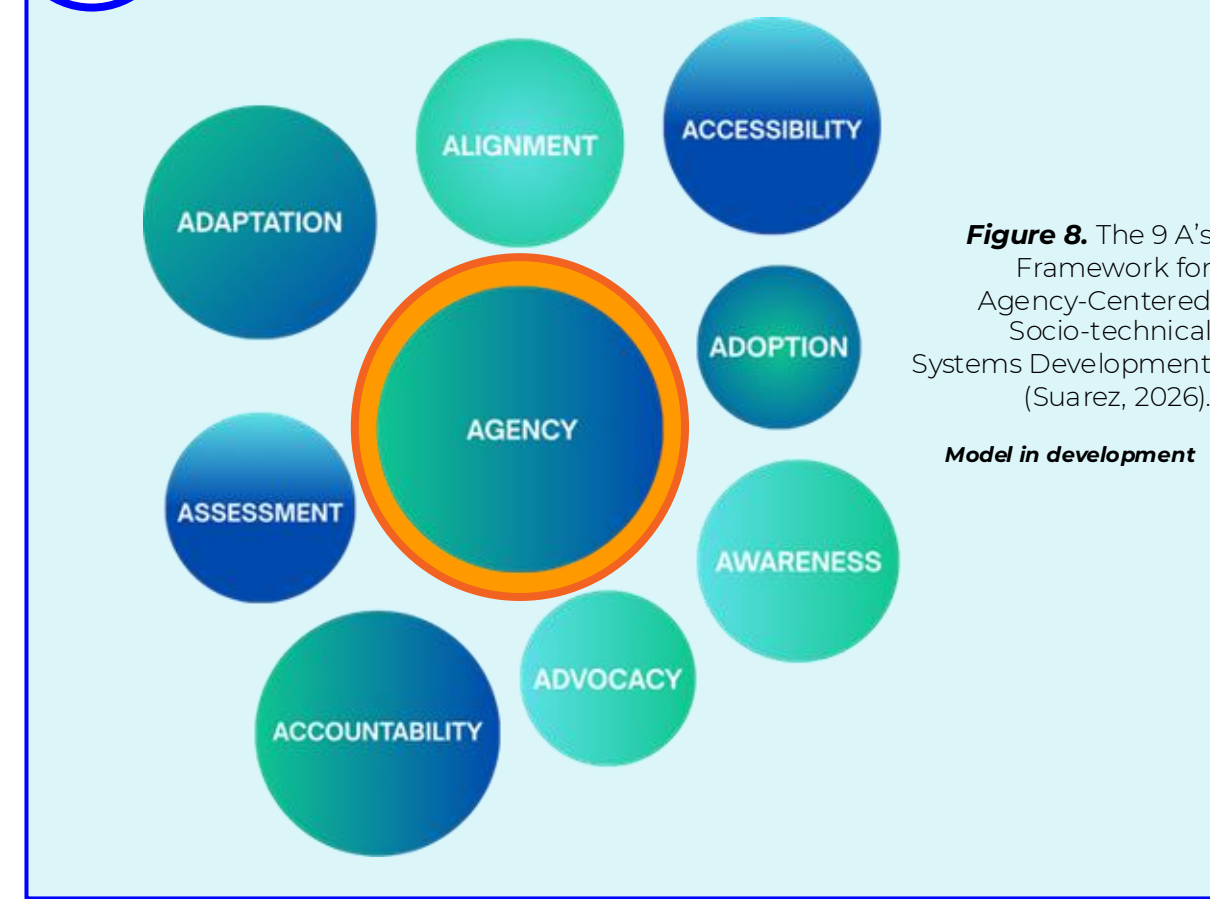 ALIGNMENT
ACCESSIBILITY
ADAPTATION
AGENCY
ADOPTION
ASSESSMENT
AWARENESS
ADVOCACY
ACCOUNTABILITY
Figure 8. The 9 A’s
Framework for
Agency-Centered
Socio-technical
Systems Development
(Suarez, 2026).
Model in development